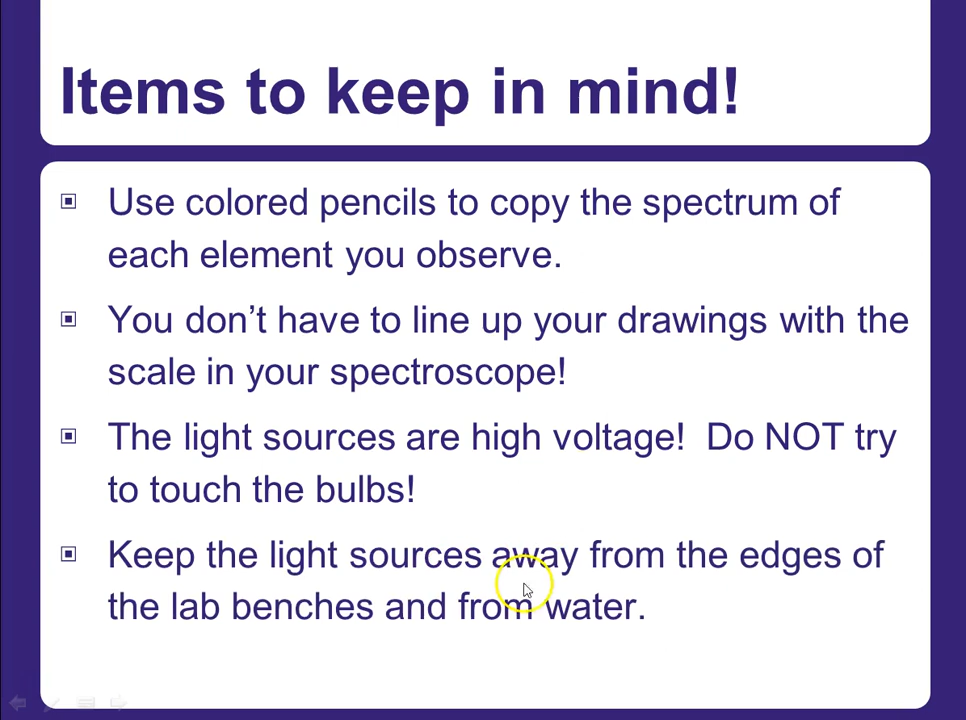 Items to keep in mind!
Use colored pencils to copy the spectrum of
each element you observe.
You don’t have to line up your drawings with the
scale in your spectroscope!
The light sources are high voltage!  Do NOT try
to touch the bulbs!
Keep the light sources away from the edges of
the lab benches and from water.